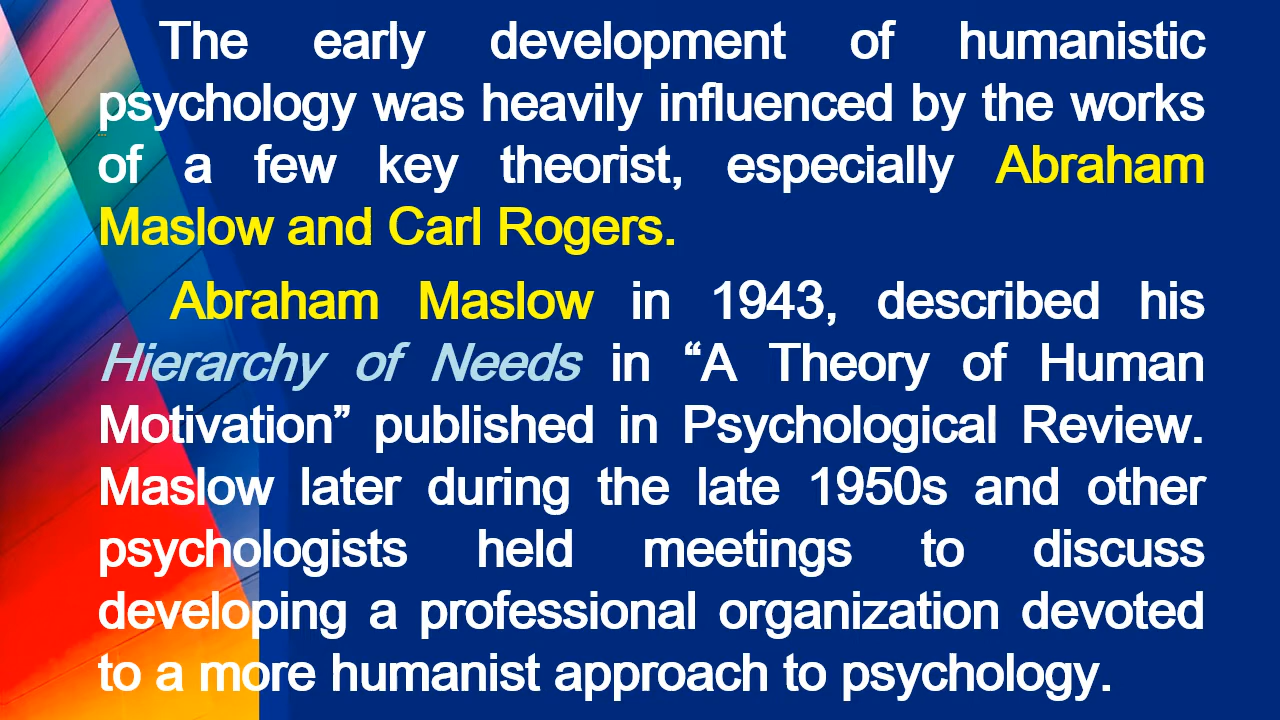 The early development of humanistic
psychology was heavily influenced by the works
of a few key theorist, especially Abraham
Maslow and Carl Rogers.
Abraham Maslow in 1943, described his
Hierarchy of Needs in “A Theory of Human
Motivation” published in Psychological Review.
Maslow later during the late 1950s and other
psychologists held meetings to discuss
developing a professional organization devoted
to a more humanist approach to psychology.